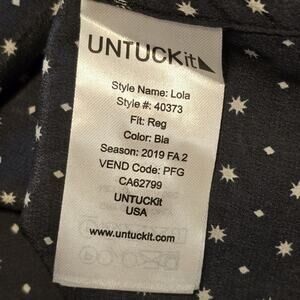 UNTUCKit
Style Name: Lola
Style #: 40373
Fit: Reg
Color: Bla
Season: 2019 FA 2
VEND Code: PFG
CA62799
UNTUCKit
USA
www.untuckit.com